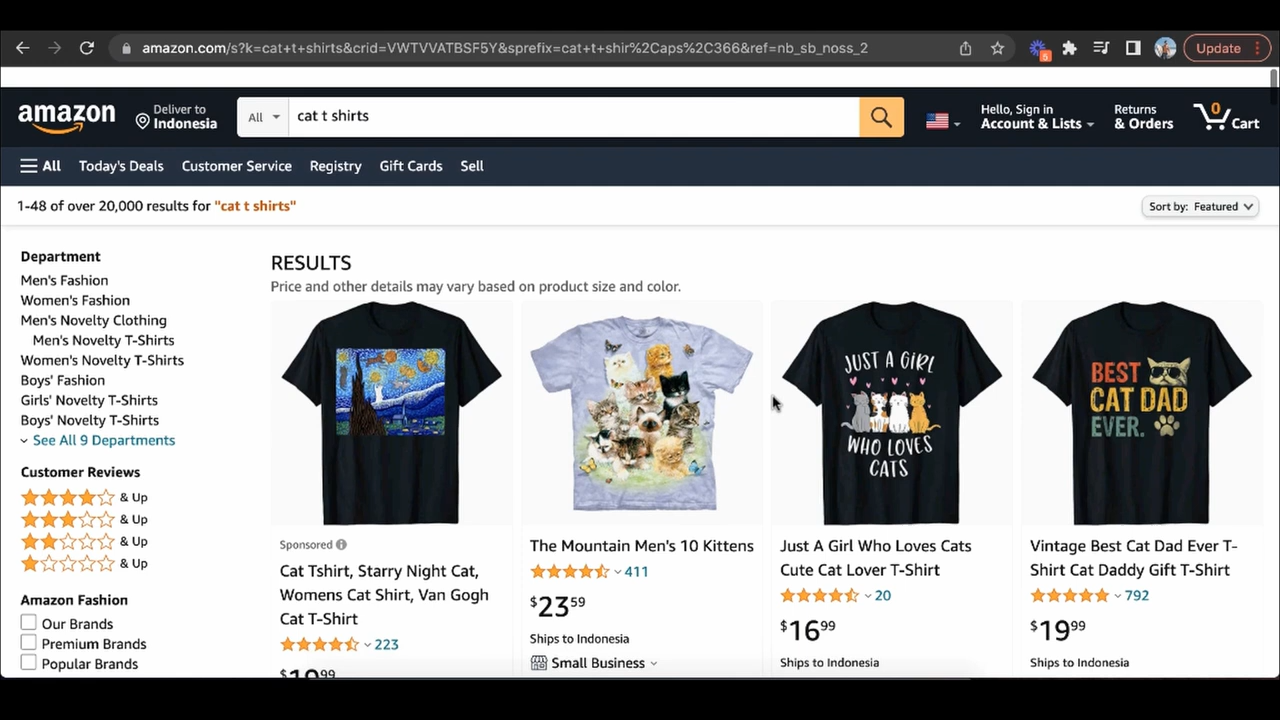 amazon.com/s?k=cat+t+shirts&crid=VWTVVATBSF5Y&sprefix=cat+t+shir%2Caps%2C366&ref=nb_sb_noss_2
5
Update
amazon
Deliver to
Indonesia
All
cat t shirts
Hello, Sign in
Account & Lists
Returns
& Orders
0
Cart
All
Today's Deals
Customer Service
Registry
Gift Cards
Sell
1-48 of over 20,000 results for "cat t shirts"
Sort by: Featured
Department
Men's Fashion
Women's Fashion
Men's Novelty Clothing
Men's Novelty T-Shirts
Women's Novelty T-Shirts
Boys' Fashion
Girls' Novelty T-Shirts
Boys' Novelty T-Shirts
See All 9 Departments
Customer Reviews
& Up
& Up
& Up
& Up
Amazon Fashion
Our Brands
Premium Brands
Popular Brands
RESULTS
Price and other details may vary based on product size and color.
Sponsored
Cat Tshirt, Starry Night Cat,
Womens Cat Shirt, Van Gogh
Cat T-Shirt
223
$19.99
The Mountain Men's 10 Kittens
411
$23.59
Ships to Indonesia
Small Business
JUST A GIRL
WHO LOVES
CATS
Just A Girl Who Loves Cats
Cute Cat Lover T-Shirt
20
$16.99
Ships to Indonesia
BEST
CAT DAD
EVER.
Vintage Best Cat Dad Ever T-
Shirt Cat Daddy Gift T-Shirt
792
$19.99
Ships to Indonesia